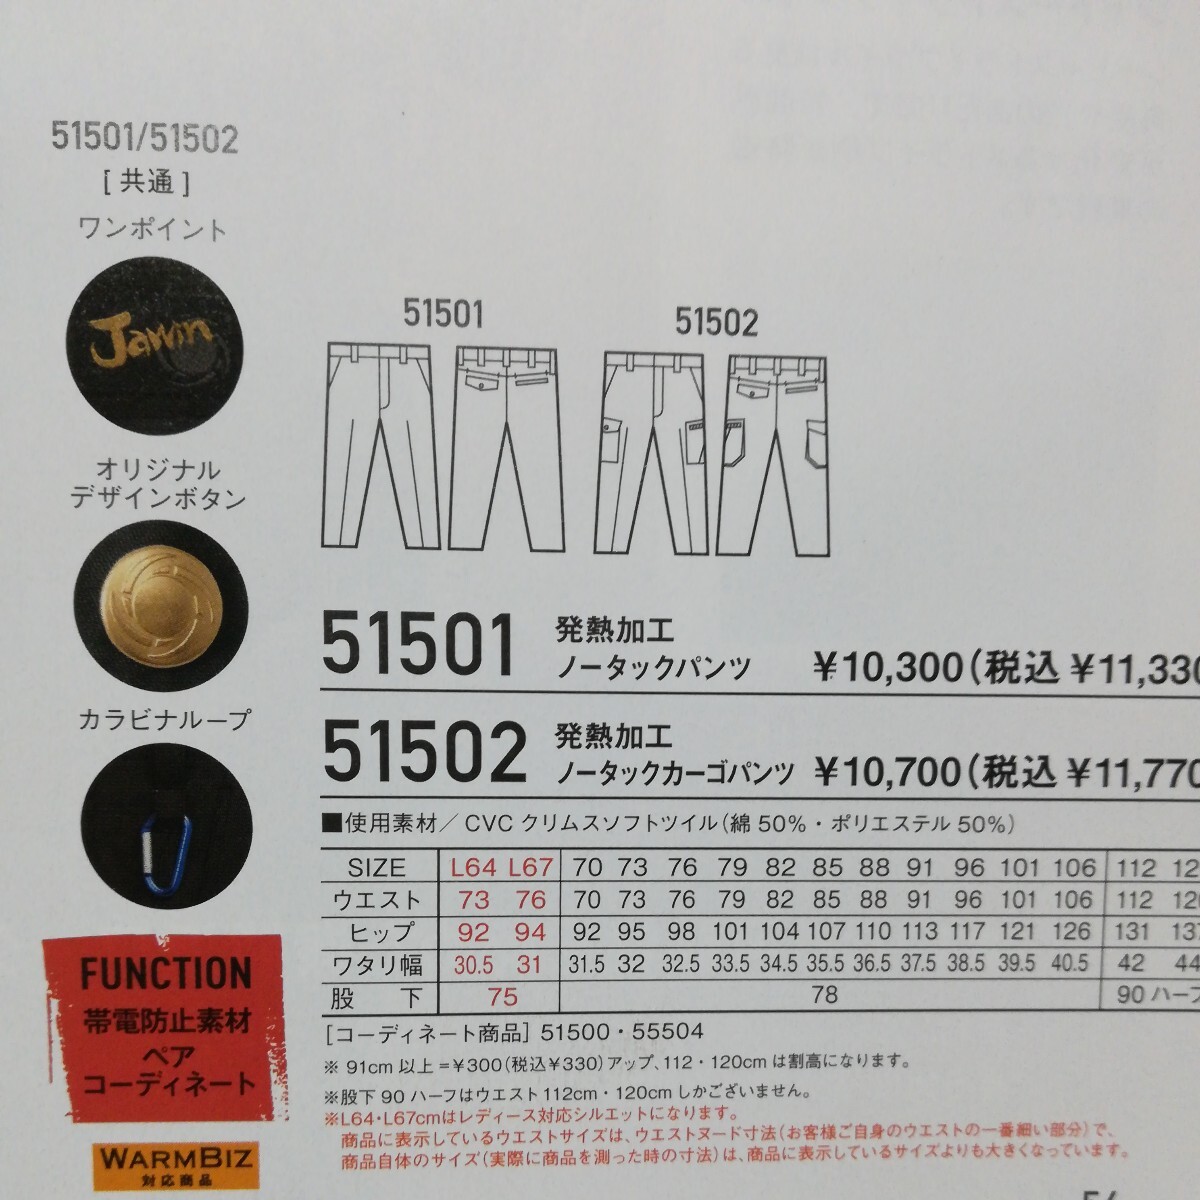 51501/51502
[ 共通 ]
ワンポイント
Jawin
オリジナル
デザインボタン
カラビナループ
FUNCTION
帯電防止素材
ペア
コーディネート
WARMBIZ
対応商品
51501
51502
51501 発熱加工
ノータックパンツ ¥10,300(税込 ¥11,330
51502 発熱加工
ノータックカーゴパンツ ¥10,700(税込 ¥11,770
■使用素材/CVC クリムスソフトツイル(綿 50%・ポリエステル 50%)
SIZE L64 L67 70 73 76 79 82 85 88 91 96 101 106 112
ウエスト 73 76 70 73 76 79 82 85 88 91 96 101 106 112
ヒップ 92 94 92 95 98 101 104 107 110 113 117 121 126 131
ワタリ幅 30.5 31 31.5 32 32.5 33.5 34.5 35.5 36.5 37.5 38.5 39.5 40.5 42 44
股 下 75 78 90 ハーフ
[コーディネート商品] 51500・55504
※ 91cm 以上 =¥300(税込¥330)アップ、112・120cm は割高になります。
※股下 90 ハーフはウエスト 112cm・120cm しかございません。
※L64・L67cmはレディース対応シルエットになります。
商品に表示しているウエストサイズは、ウエストヌード寸法(お客様ご自身のウエストの一番細い部分)で、
商品自体のサイズ(実際に商品を測った時の寸法)は、商品に表示しているサイズよりも大きくなっています。